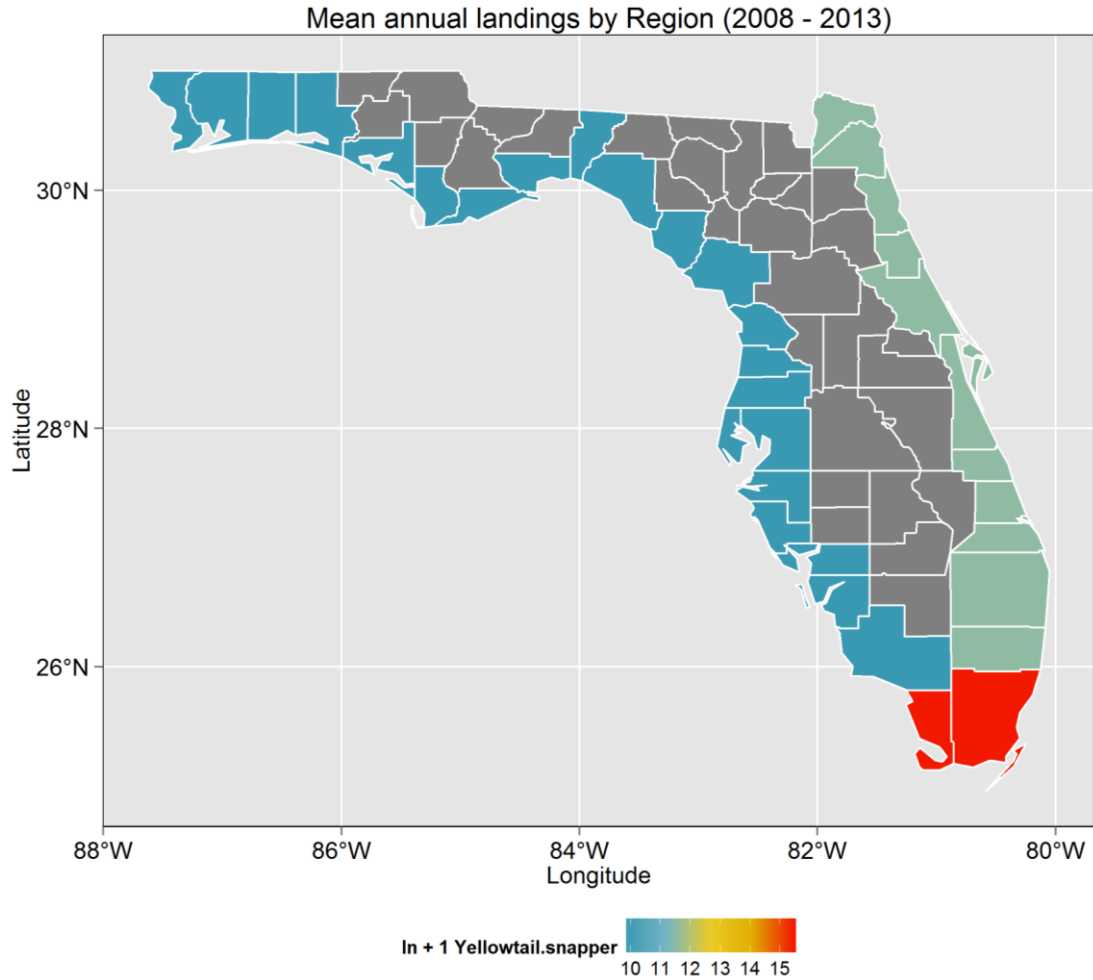 Mean annual landings by Region (2008 - 2013)
30°N
28°N
26°N
Latitude
88°W 86°W 84°W 82°W 80°W
Longitude
ln + 1 Yellowtail.snapper
10 11 12 13 14 15